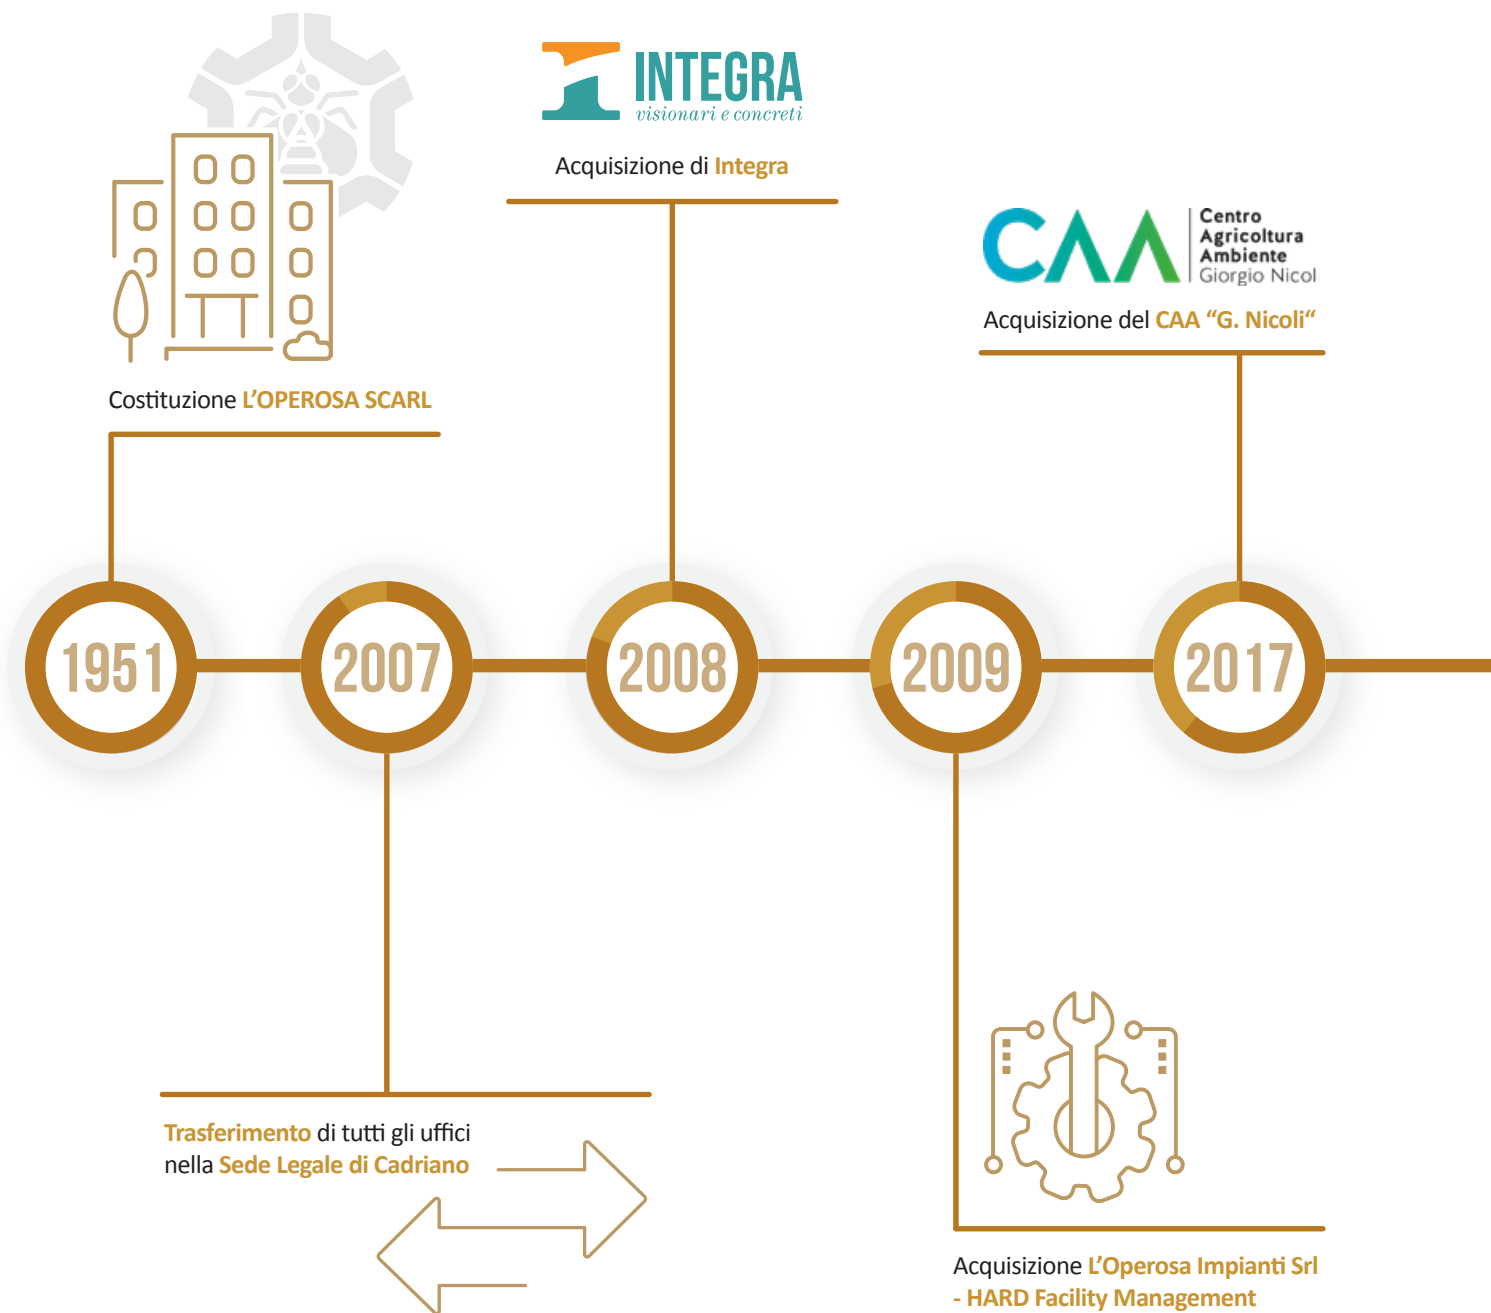 INTEGRA
visionari e concreti
Acquisizione di Integra
CAA
Centro
Agricoltura
Ambiente
Giorgio Nicol
Acquisizione del CAA “G. Nicoli“
Costituzione L’OPEROSA SCARL
1951
2007
2008
2009
2017
Trasferimento di tutti gli uffici
nella Sede Legale di Cadriano
Acquisizione L’Operosa Impianti Srl
- HARD Facility Management